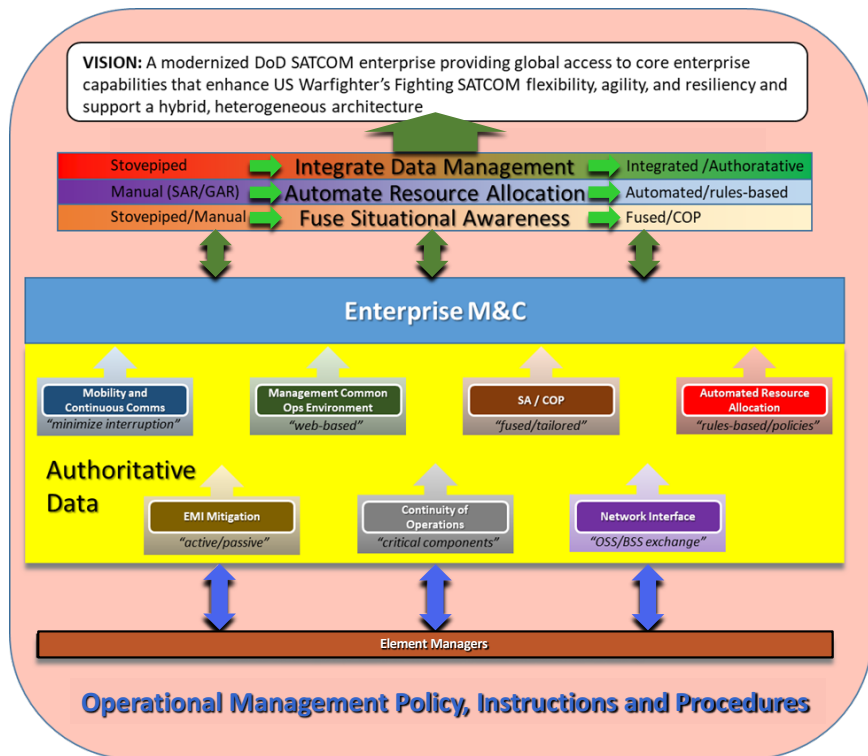 VISION: A modernized DoD SATCOM enterprise providing global access to core enterprise
capabilities that enhance US Warfighter's Fighting SATCOM flexibility, agility, and resiliency and
support a hybrid, heterogeneous architecture
Stovepiped Integrate Data Management Integrated /Authoratative
Manual (SAR/GAR) Automate Resource Allocation Automated/rules-based
Stovepiped/Manual Fuse Situational Awareness Fused/COP
Enterprise M&C
Mobility and
Continuous Comms
"minimize interruption"
Management Common
Ops Environment
"web-based"
SA / COP
"fused/tailored"
Automated Resource
Allocation
"rules-based/policies"
Authoritative
Data
EMI Mitigation
"active/passive"
Continuity of
Operations
"critical components"
Network Interface
"OSS/BSS exchange"
Element Managers
Operational Management Policy, Instructions and Procedures